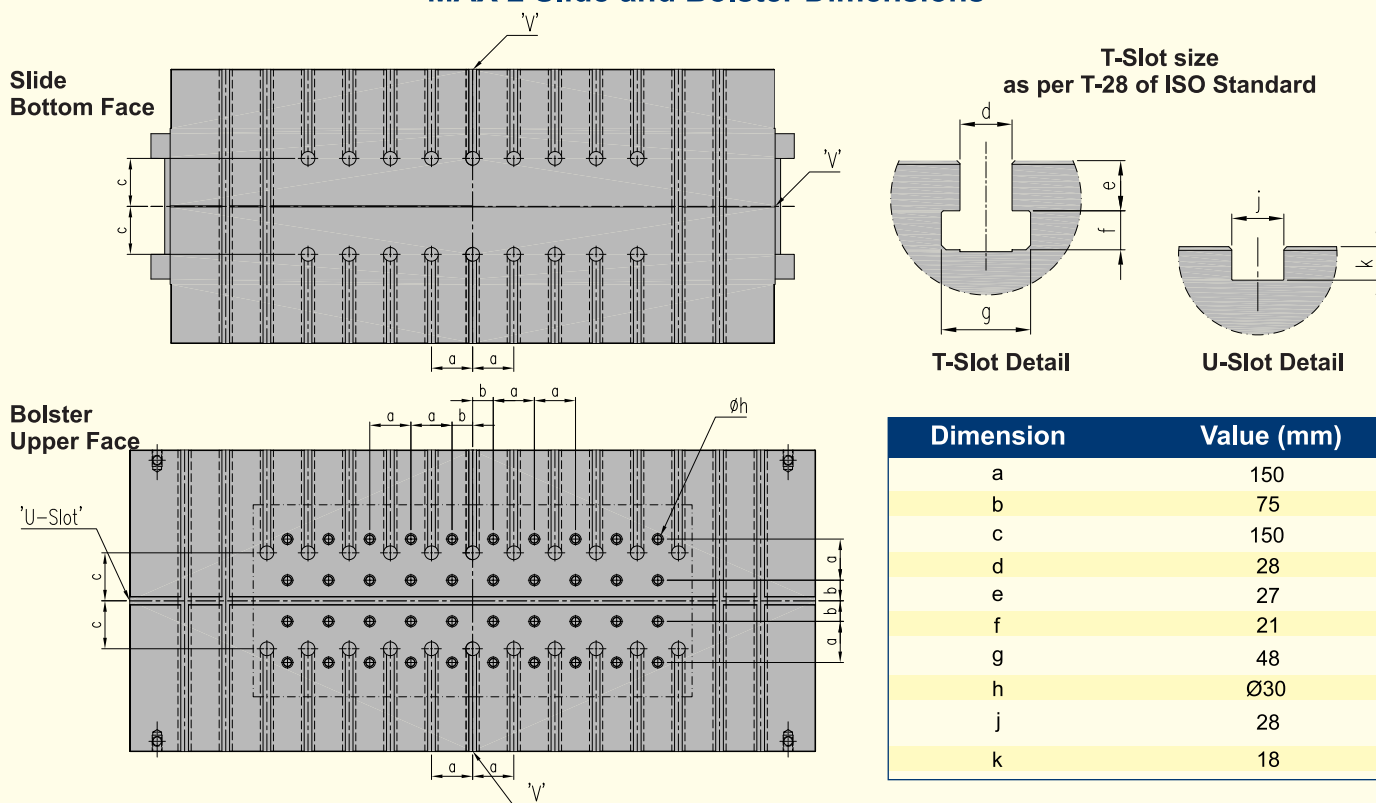 'V'
Slide
Bottom Face
c
c
'V'
a a
T-Slot size
as per T-28 of ISO Standard
d
e
f
g
j
k
T-Slot Detail
U-Slot Detail
Bolster
Upper Face
b a a
a a b
øh
'U-Slot'
c
c
a
b
b
a
a a
'V'
Dimension Value (mm)
a 150
b 75
c 150
d 28
e 27
f 21
g 48
h Ø30
j 28
k 18